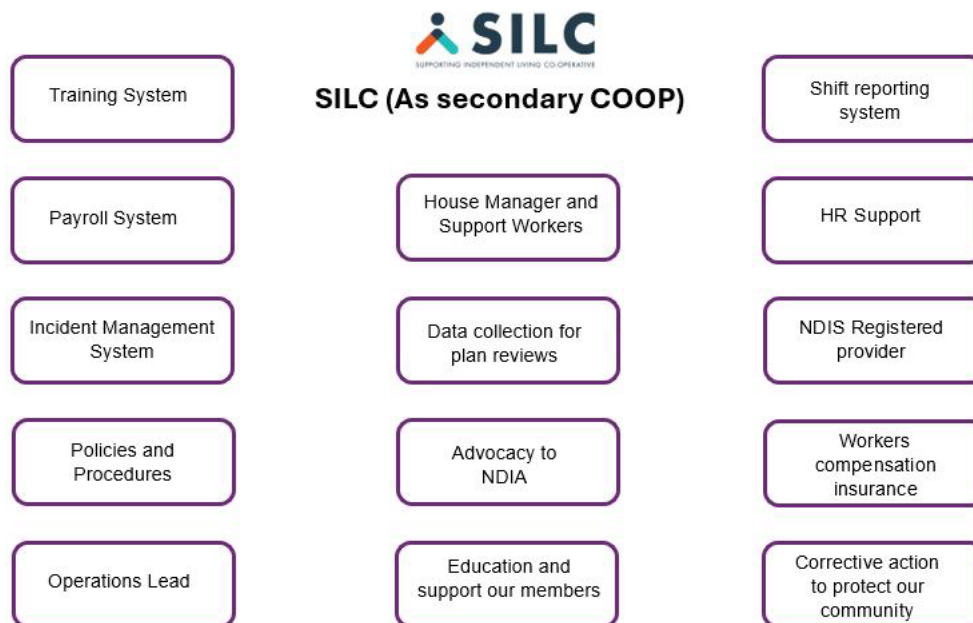 SILC
SUPPORTING INDEPENDENT LIVING CO-OPERATIVE
SILC (As secondary COOP)
Training System
Payroll System
Incident Management
System
Policies and
Procedures
Operations Lead
House Manager and
Support Workers
Data collection for
plan reviews
Advocacy to
NDIA
Education and
support our members
Shift reporting
system
HR Support
NDIS Registered
provider
Workers
compensation
insurance
Corrective action
to protect our
community